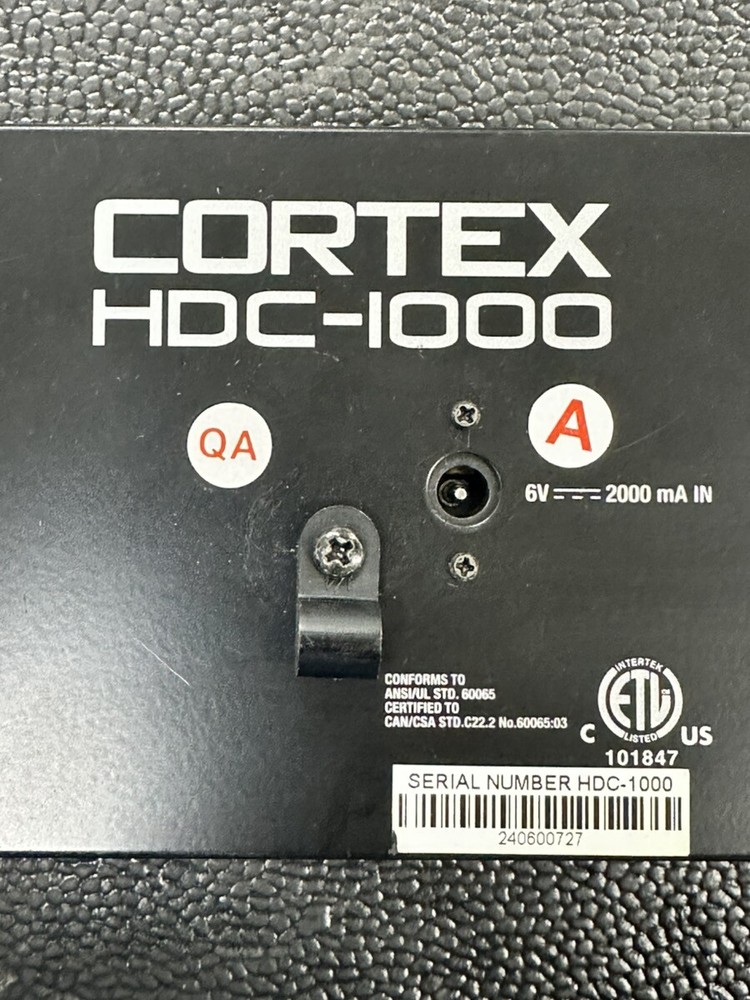 CORTEX
HDC-1000
QA
A
6V 2000 mA IN
CONFORMS TO
ANSI/UL STD. 60065
CERTIFIED TO
CAN/CSA STD.C22.2 No.60065:03
INTERTEK
ETL CM
LISTED
C US
101847
SERIAL NUMBER HDC-1000
240600727